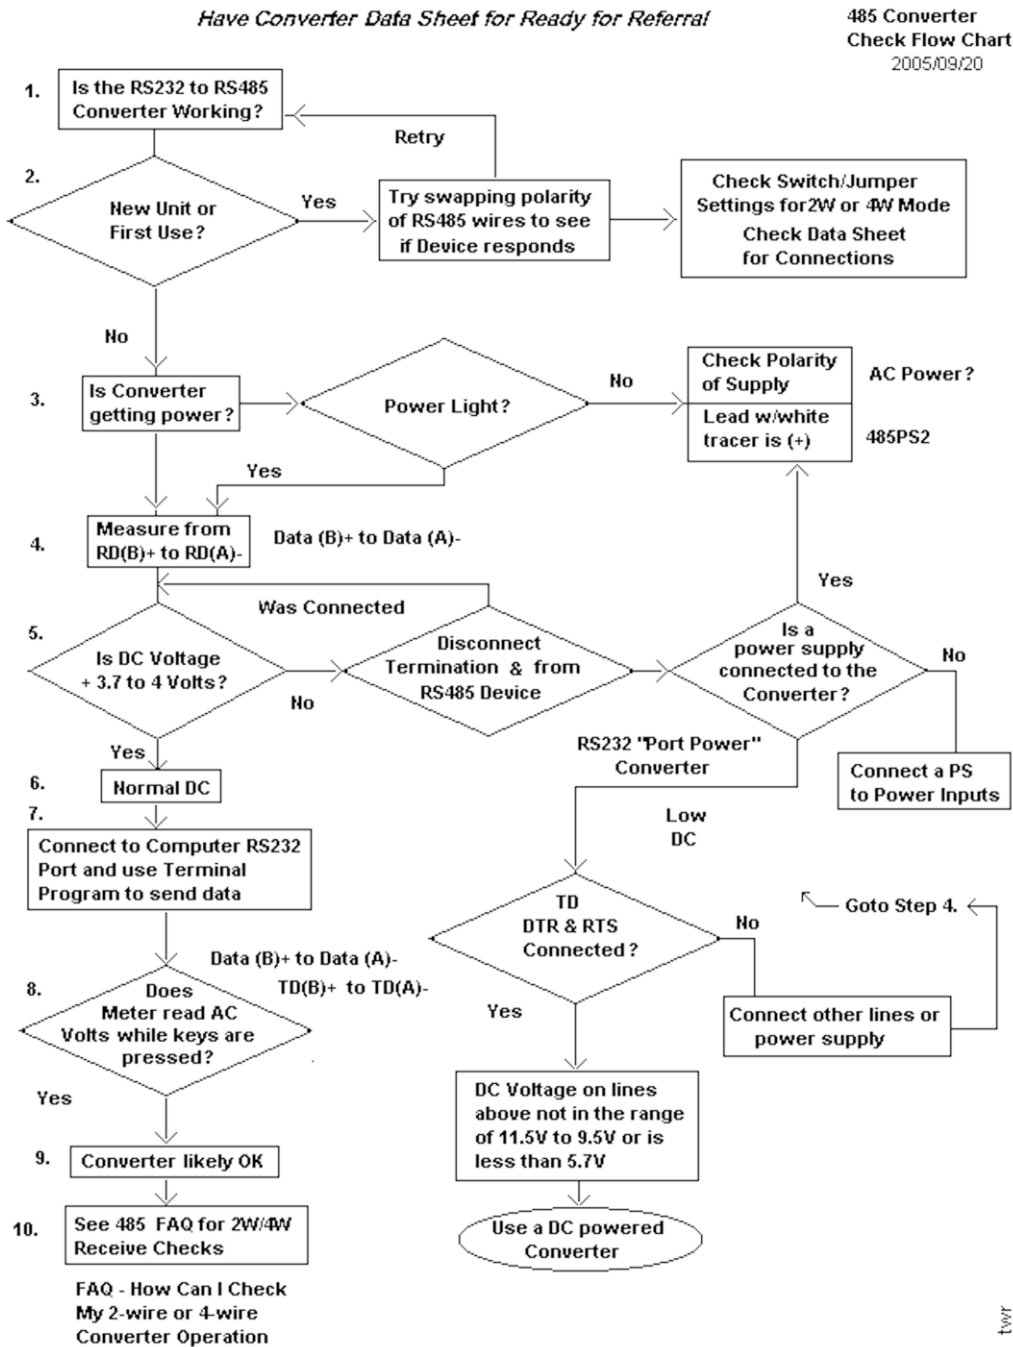 Have Converter Data Sheet for Ready for Referral
485 Converter
Check Flow Chart
2005/09/20
1.
Is the RS232 to RS485
Converter Working?
Retry
2.
New Unit or
First Use?
Yes
Try swapping polarity
of RS485 wires to see
if Device responds
Check Switch/Jumper
Settings for2W or 4W Mode
Check Data Sheet
for Connections
No
3.
Is Converter
getting power?
Power Light?
No
Check Polarity
of Supply
Lead w/white
tracer is (+)
AC Power?
485PS2
Yes
4.
Measure from
RD(B)+ to RD(A)-
Data (B)+ to Data (A)-
Was Connected
Yes
5.
Is DC Voltage
+ 3.7 to 4 Volts?
No
Disconnect
Termination & from
RS485 Device
Is a
power supply
connected to the
Converter?
No
Yes
RS232 "Port Power"
Converter
Connect a PS
to Power Inputs
6.
Normal DC
7.
Connect to Computer RS232
Port and use Terminal
Program to send data
Low
DC
TD
DTR & RTS
Connected?
No
Goto Step 4.
Data (B)+ to Data (A)-
TD(B)+ to TD(A)-
8.
Does
Meter read AC
Volts while keys are
pressed?
Yes
Connect other lines or
power supply
Yes
DC Voltage on lines
above not in the range
of 11.5V to 9.5V or is
less than 5.7V
9.
Converter likely OK
10.
See 485 FAQ for 2W/4W
Receive Checks
Use a DC powered
Converter
FAQ - How Can I Check
My 2-wire or 4-wire
Converter Operation
twr